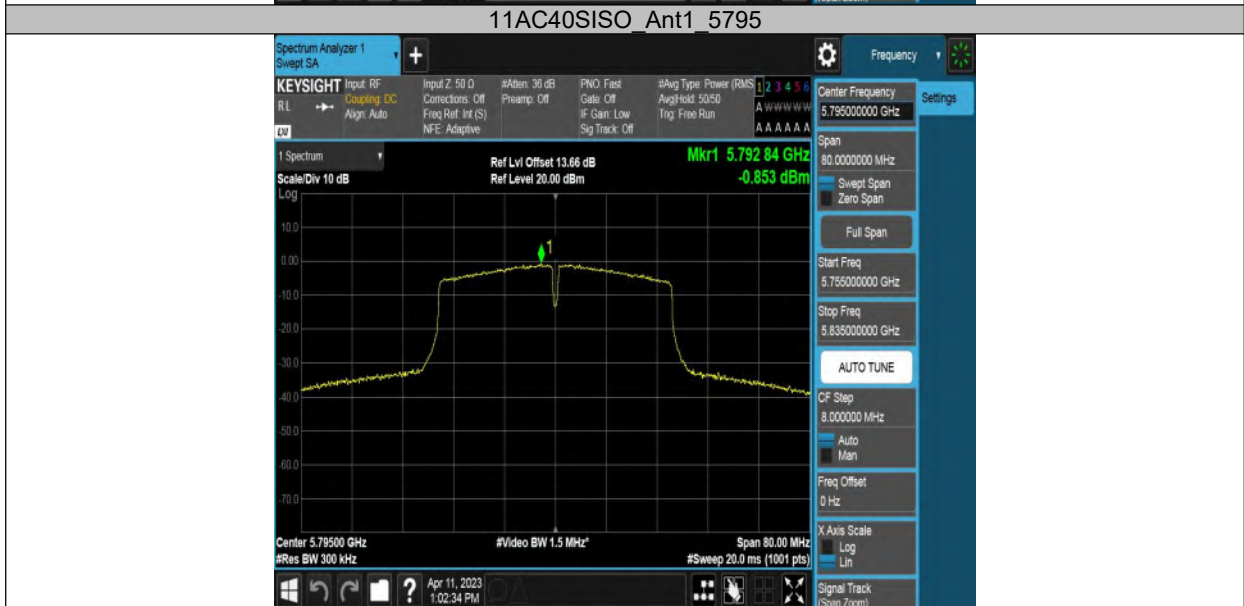 11AC40SISO_Ant1_5795
Spectrum Analyzer 1
Swept SA
Frequency
KEYSIGHT
Input: RF
Coupling: DC
Align: Auto
R L
LXI
Input Z: 50 Ω
Corrections: Off
Freq Ref: Int (S)
NFE: Adaptive
#Atten: 36 dB
Preamp: Off
PNO: Fast
Gate: Off
IF Gain: Low
Sig Track: Off
#Avg Type: Power (RMS
Avg|Hold: 50/50
Trig: Free Run
1 2 3 4 5 6
A W W W W W
A A A A A A
Center Frequency
5.795000000 GHz
Settings
1 Spectrum
Scale/Div 10 dB
Log
Ref Lvl Offset 13.66 dB
Ref Level 20.00 dBm
Mkr1 5.792 84 GHz
-0.853 dBm
Span
80.0000000 MHz
Swept Span
Zero Span
Full Span
Start Freq
5.755000000 GHz
Stop Freq
5.835000000 GHz
AUTO TUNE
CF Step
8.000000 MHz
Auto
Man
Freq Offset
0 Hz
X Axis Scale
Log
Lin
Signal Track
(Span Zoom)
10.0
0.00
-10.0
-20.0
-30.0
-40.0
-50.0
-60.0
-70.0
1
Center 5.79500 GHz
#Res BW 300 kHz
#Video BW 1.5 MHz*
Span 80.00 MHz
#Sweep 20.0 ms (1001 pts)
?
Apr 11, 2023
1:02:34 PM